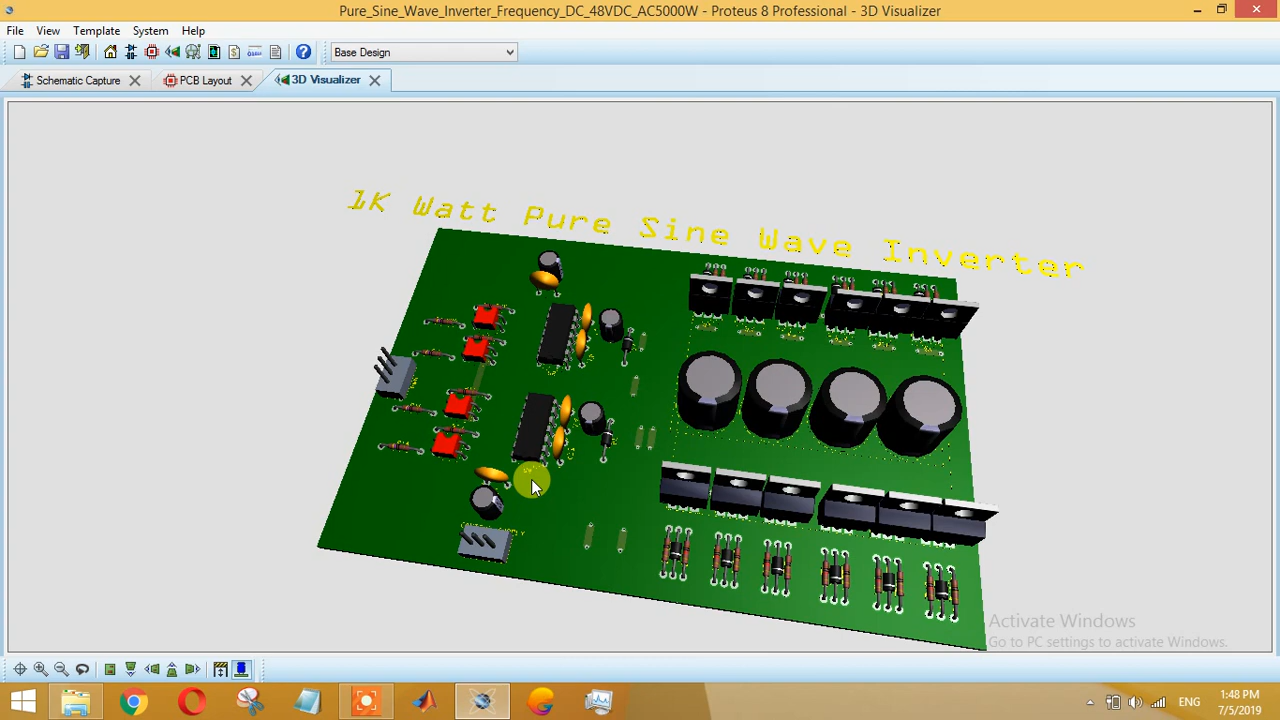 Pure_Sine_Wave_Inverter_Frequency_DC_48VDC_AC5000W - Proteus 8 Professional - 3D Visualizer
File View Template System Help
Base Design
Schematic Capture PCB Layout 3D Visualizer
1K Watt Pure Sine Wave Inverter
Activate Windows
Go to PC settings to activate Windows.
ENG
1:48 PM
7/5/2019